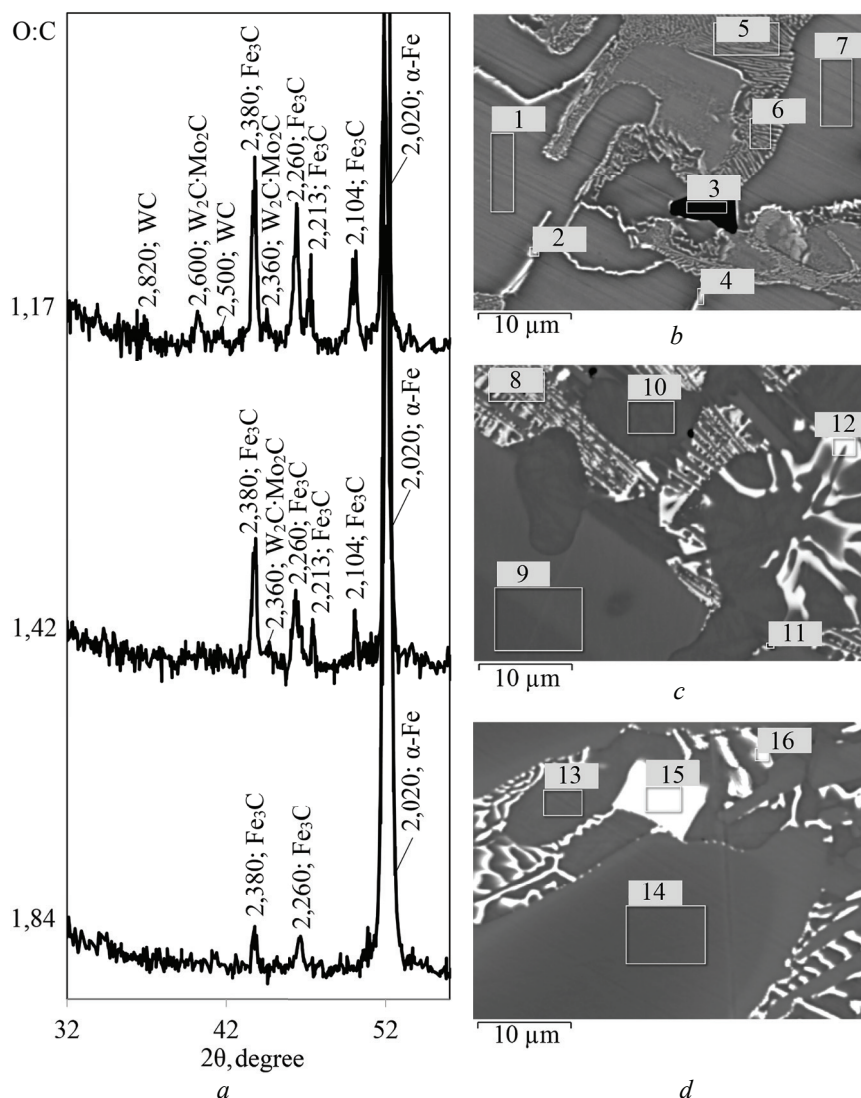 O:C
1,17
2,820; WC
2,600; W₂C·Mo₂C
2,500; WC
2,380; Fe₃C
2,360; W₂C·Mo₂C
2,260; Fe₃C
2,213; Fe₃C
2,104; Fe₃C
2,020; α-Fe
1,42
2,380; Fe₃C
2,360; W₂C·Mo₂C
2,260; Fe₃C
2,213; Fe₃C
2,104; Fe₃C
2,020; α-Fe
1,84
2,380; Fe₃C
2,260; Fe₃C
2,020; α-Fe
32 42 52
2θ, degree
a
5
7
1
6
3
2
4
10 µm
b
8
10
12
9
11
10 µm
c
16
13
15
14
10 µm
d